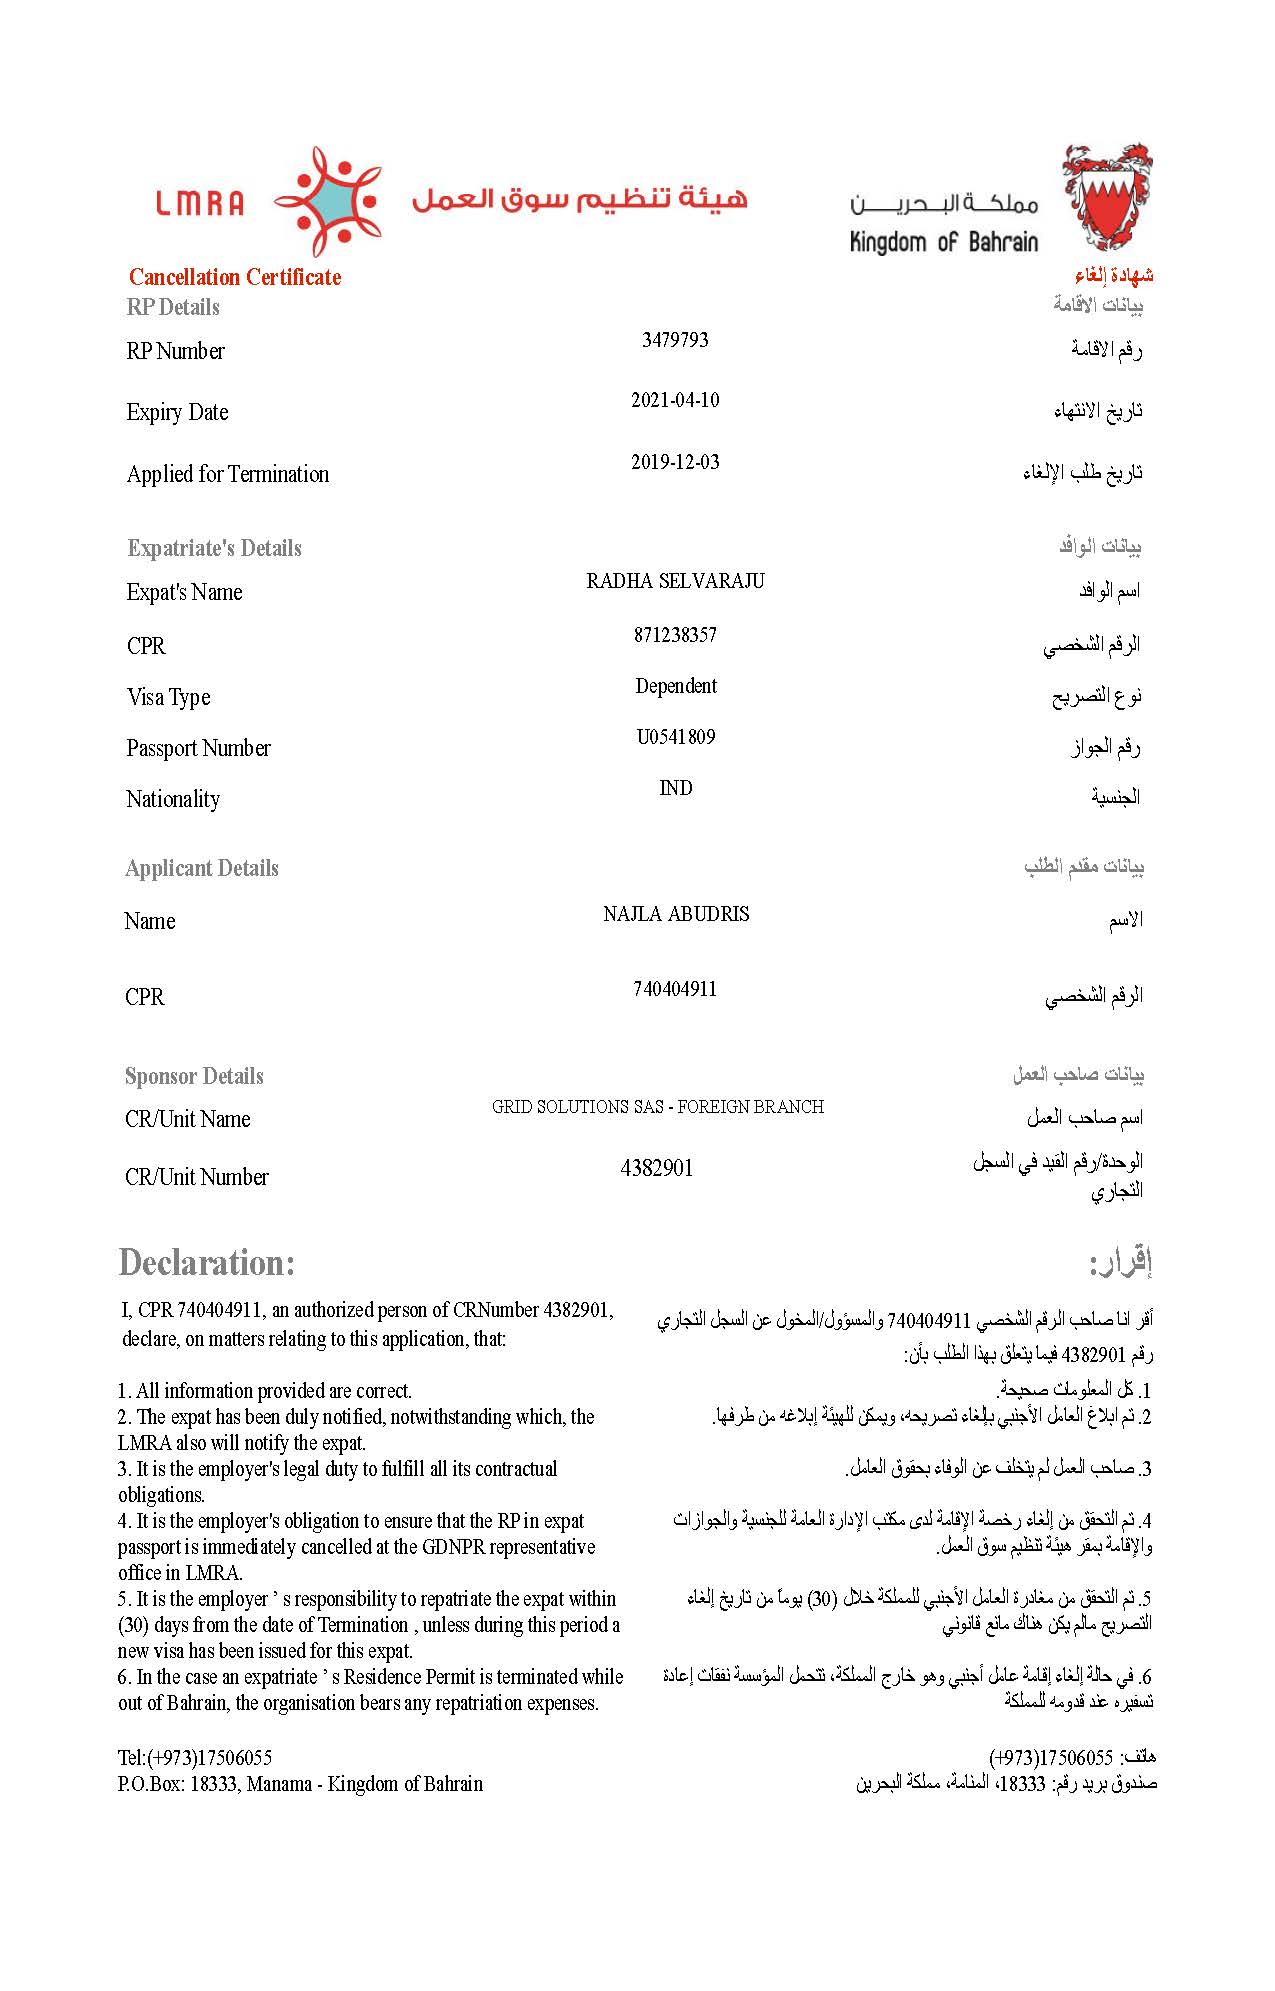 LMRA
هيئة تنظيم سوق العمل
مملكة البحرين
Kingdom of Bahrain
Cancellation Certificate شهادة إلغاء
RP Details بيانات الاقامة
RP Number 3479793 رقم الاقامة
Expiry Date 2021-04-10 تاريخ الانتهاء
Applied for Termination 2019-12-03 تاريخ طلب الإلغاء
Expatriate's Details بيانات الوافد
Expat's Name RADHA SELVARAJU اسم الوافد
CPR 871238357 الرقم الشخصي
Visa Type Dependent نوع التصريح
Passport Number U0541809 رقم الجواز
Nationality IND الجنسية
Applicant Details بيانات مقدم الطلب
Name NAJLA ABUDRIS الاسم
CPR 740404911 الرقم الشخصي
Sponsor Details بيانات صاحب العمل
CR/Unit Name GRID SOLUTIONS SAS - FOREIGN BRANCH اسم صاحب العمل
CR/Unit Number 4382901 الوحدة/رقم القيد في السجل
التجاري
Declaration: إقرار:
I, CPR 740404911, an authorized person of CRNumber 4382901,
declare, on matters relating to this application, that:
1. All information provided are correct.
2. The expat has been duly notified, notwithstanding which, the
LMRA also will notify the expat.
3. It is the employer's legal duty to fulfill all its contractual
obligations.
4. It is the employer's obligation to ensure that the RP in expat
passport is immediately cancelled at the GDNPR representative
office in LMRA.
5. It is the employer ’ s responsibility to repatriate the expat within
(30) days from the date of Termination , unless during this period a
new visa has been issued for this expat.
6. In the case an expatriate ’ s Residence Permit is terminated while
out of Bahrain, the organisation bears any repatriation expenses.
أقر انا صاحب الرقم الشخصي 740404911 والمسؤول/المخول عن السجل التجاري
رقم 4382901 فيما يتعلق بهذا الطلب بأن:
1. كل المعلومات صحيحة.
2. تم ابلاغ العامل الأجنبي بإلغاء تصريحه، ويمكن للهيئة إبلاغه من طرفها.
3. صاحب العمل لم يتخلف عن الوفاء بحقوق العامل.
4. تم التحقق من إلغاء رخصة الإقامة لدى مكتب الإدارة العامة للجنسية والجوازات
والإقامة بمقر هيئة تنظيم سوق العمل.
5. تم التحقق من مغادرة العامل الأجنبي للمملكة خلال (30) يوماً من تاريخ إلغاء
التصريح مالم يكن هناك مانع قانوني
6. في حالة إلغاء إقامة عامل أجنبي وهو خارج المملكة، تتحمل المؤسسة نفقات إعادة
تسفيره عند قدومه للمملكة
Tel:(+973)17506055
P.O.Box: 18333, Manama - Kingdom of Bahrain
هاتف: 17506055(973+)
صندوق بريد رقم: 18333، المنامة، مملكة البحرين